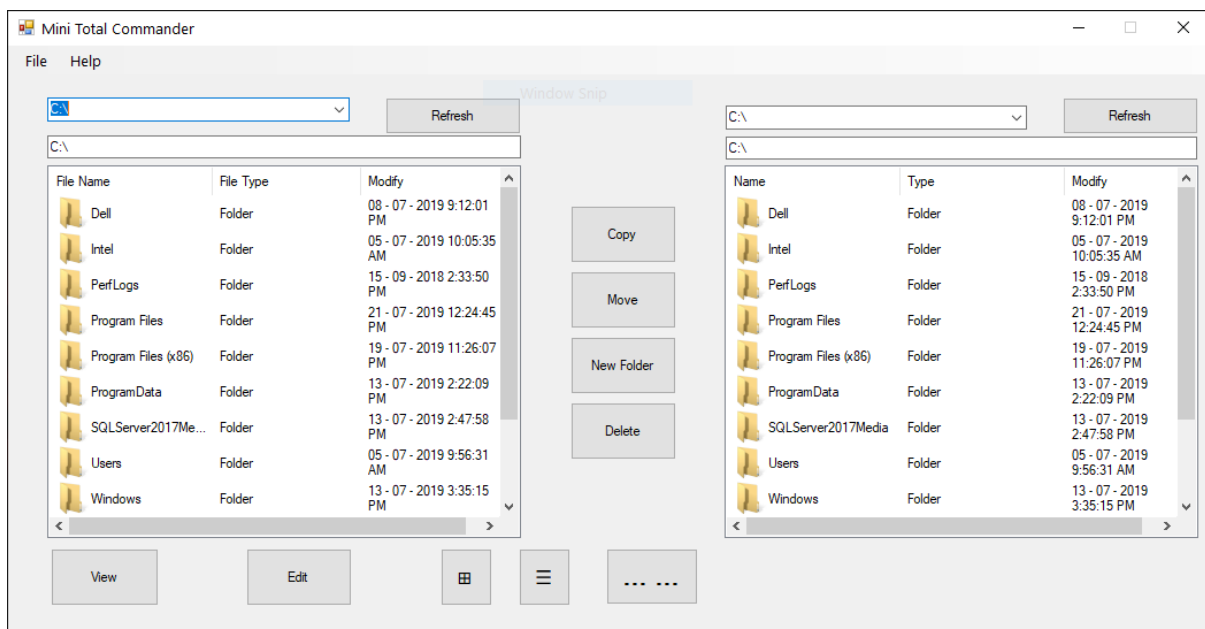 Mini Total Commander
File Help
Window Snip
C:\ Refresh
C:\
File Name File Type Modify
Dell Folder 08 - 07 - 2019 9:12:01
PM
Intel Folder 05 - 07 - 2019 10:05:35
AM
PerfLogs Folder 15 - 09 - 2018 2:33:50
PM
Program Files Folder 21 - 07 - 2019 12:24:45
PM
Program Files (x86) Folder 19 - 07 - 2019 11:26:07
PM
ProgramData Folder 13 - 07 - 2019 2:22:09
PM
SQLServer2017Me... Folder 13 - 07 - 2019 2:47:58
PM
Users Folder 05 - 07 - 2019 9:56:31
AM
Windows Folder 13 - 07 - 2019 3:35:15
PM
Copy
Move
New Folder
Delete
C:\ Refresh
C:\
Name Type Modify
Dell Folder 08 - 07 - 2019
9:12:01 PM
Intel Folder 05 - 07 - 2019
10:05:35 AM
PerfLogs Folder 15 - 09 - 2018
2:33:50 PM
Program Files Folder 21 - 07 - 2019
12:24:45 PM
Program Files (x86) Folder 19 - 07 - 2019
11:26:07 PM
ProgramData Folder 13 - 07 - 2019
2:22:09 PM
SQLServer2017Media Folder 13 - 07 - 2019
2:47:58 PM
Users Folder 05 - 07 - 2019
9:56:31 AM
Windows Folder 13 - 07 - 2019
3:35:15 PM
View Edit ⊞ ☰ ... ...